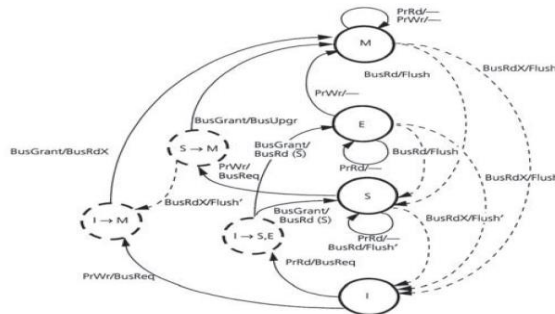 PrRd/—
PrWr/—
M
BusRdX/Flush
BusRd/Flush
PrWr/—
BusGrant/BusUpgr
E
BusGrant/
BusRd (S)
BusGrant/BusRdX
S → M
BusRd/Flush
BusRdX/Flush
PrWr/
BusReq
PrRd/—
S
BusRdX/Flush'
BusGrant/
BusRd (S)
BusRdX/Flush'
I → M
I → S,E
PrRd/—
BusRd/Flush'
PrWr/BusReq
PrRd/BusReq
I